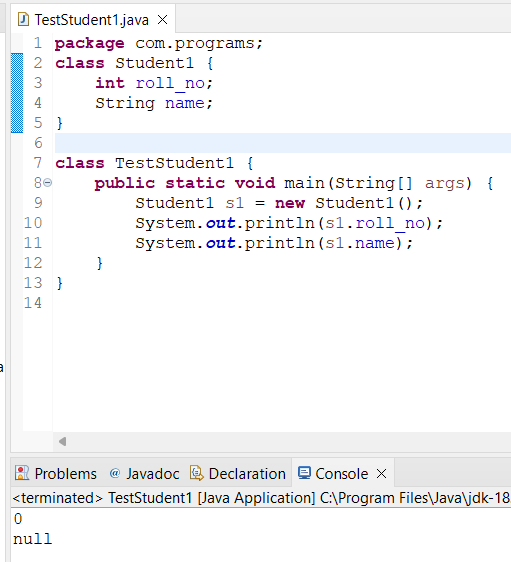 TestStudent1.java
1 package com.programs;
2 class Student1 {
3     int roll_no;
4     String name;
5 }
6
7 class TestStudent1 {
8     public static void main(String[] args) {
9         Student1 s1 = new Student1();
10         System.out.println(s1.roll_no);
11         System.out.println(s1.name);
12     }
13 }
14
Problems @ Javadoc Declaration Console
<terminated> TestStudent1 [Java Application] C:\Program Files\Java\jdk-18
0
null